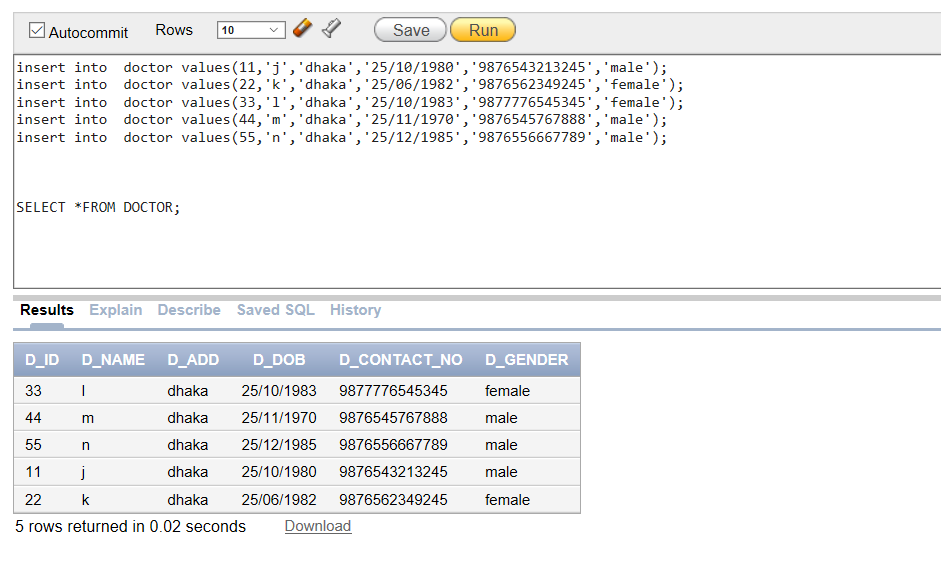 Autocommit Rows 10 Save Run
insert into  doctor values(11,'j','dhaka','25/10/1980','9876543213245','male');
insert into  doctor values(22,'k','dhaka','25/06/1982','9876562349245','female');
insert into  doctor values(33,'l','dhaka','25/10/1983','9877776545345','female');
insert into  doctor values(44,'m','dhaka','25/11/1970','9876545767888','male');
insert into  doctor values(55,'n','dhaka','25/12/1985','9876556667789','male');
SELECT *FROM DOCTOR;
Results Explain Describe Saved SQL History
D_ID D_NAME D_ADD D_DOB D_CONTACT_NO D_GENDER
33 l dhaka 25/10/1983 9877776545345 female
44 m dhaka 25/11/1970 9876545767888 male
55 n dhaka 25/12/1985 9876556667789 male
11 j dhaka 25/10/1980 9876543213245 male
22 k dhaka 25/06/1982 9876562349245 female
5 rows returned in 0.02 seconds Download